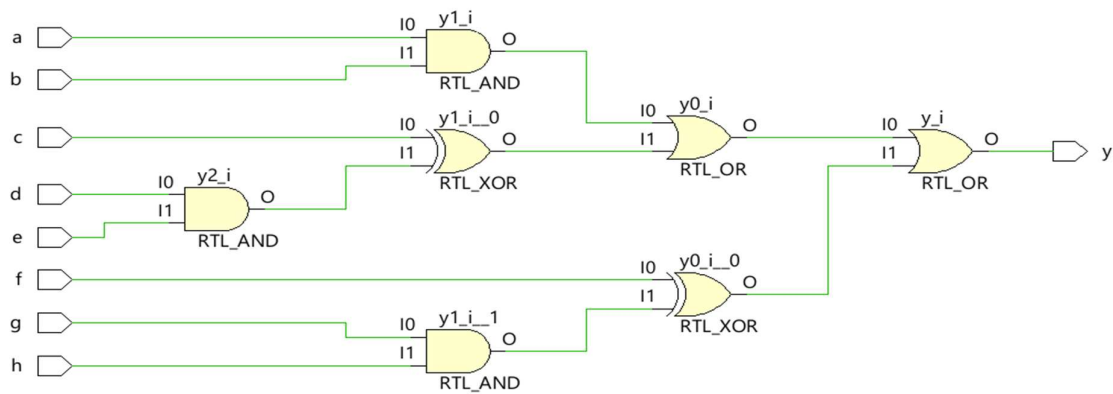 a
b
c
d
e
f
g
h
I0
I1
y1_i
O
RTL_AND
I0
I1
y1_i__0
O
RTL_XOR
I0
I1
y2_i
O
RTL_AND
I0
I1
y0_i
O
RTL_OR
I0
I1
y_i
O
RTL_OR
y
I0
I1
y0_i__0
O
RTL_XOR
I0
I1
y1_i__1
O
RTL_AND